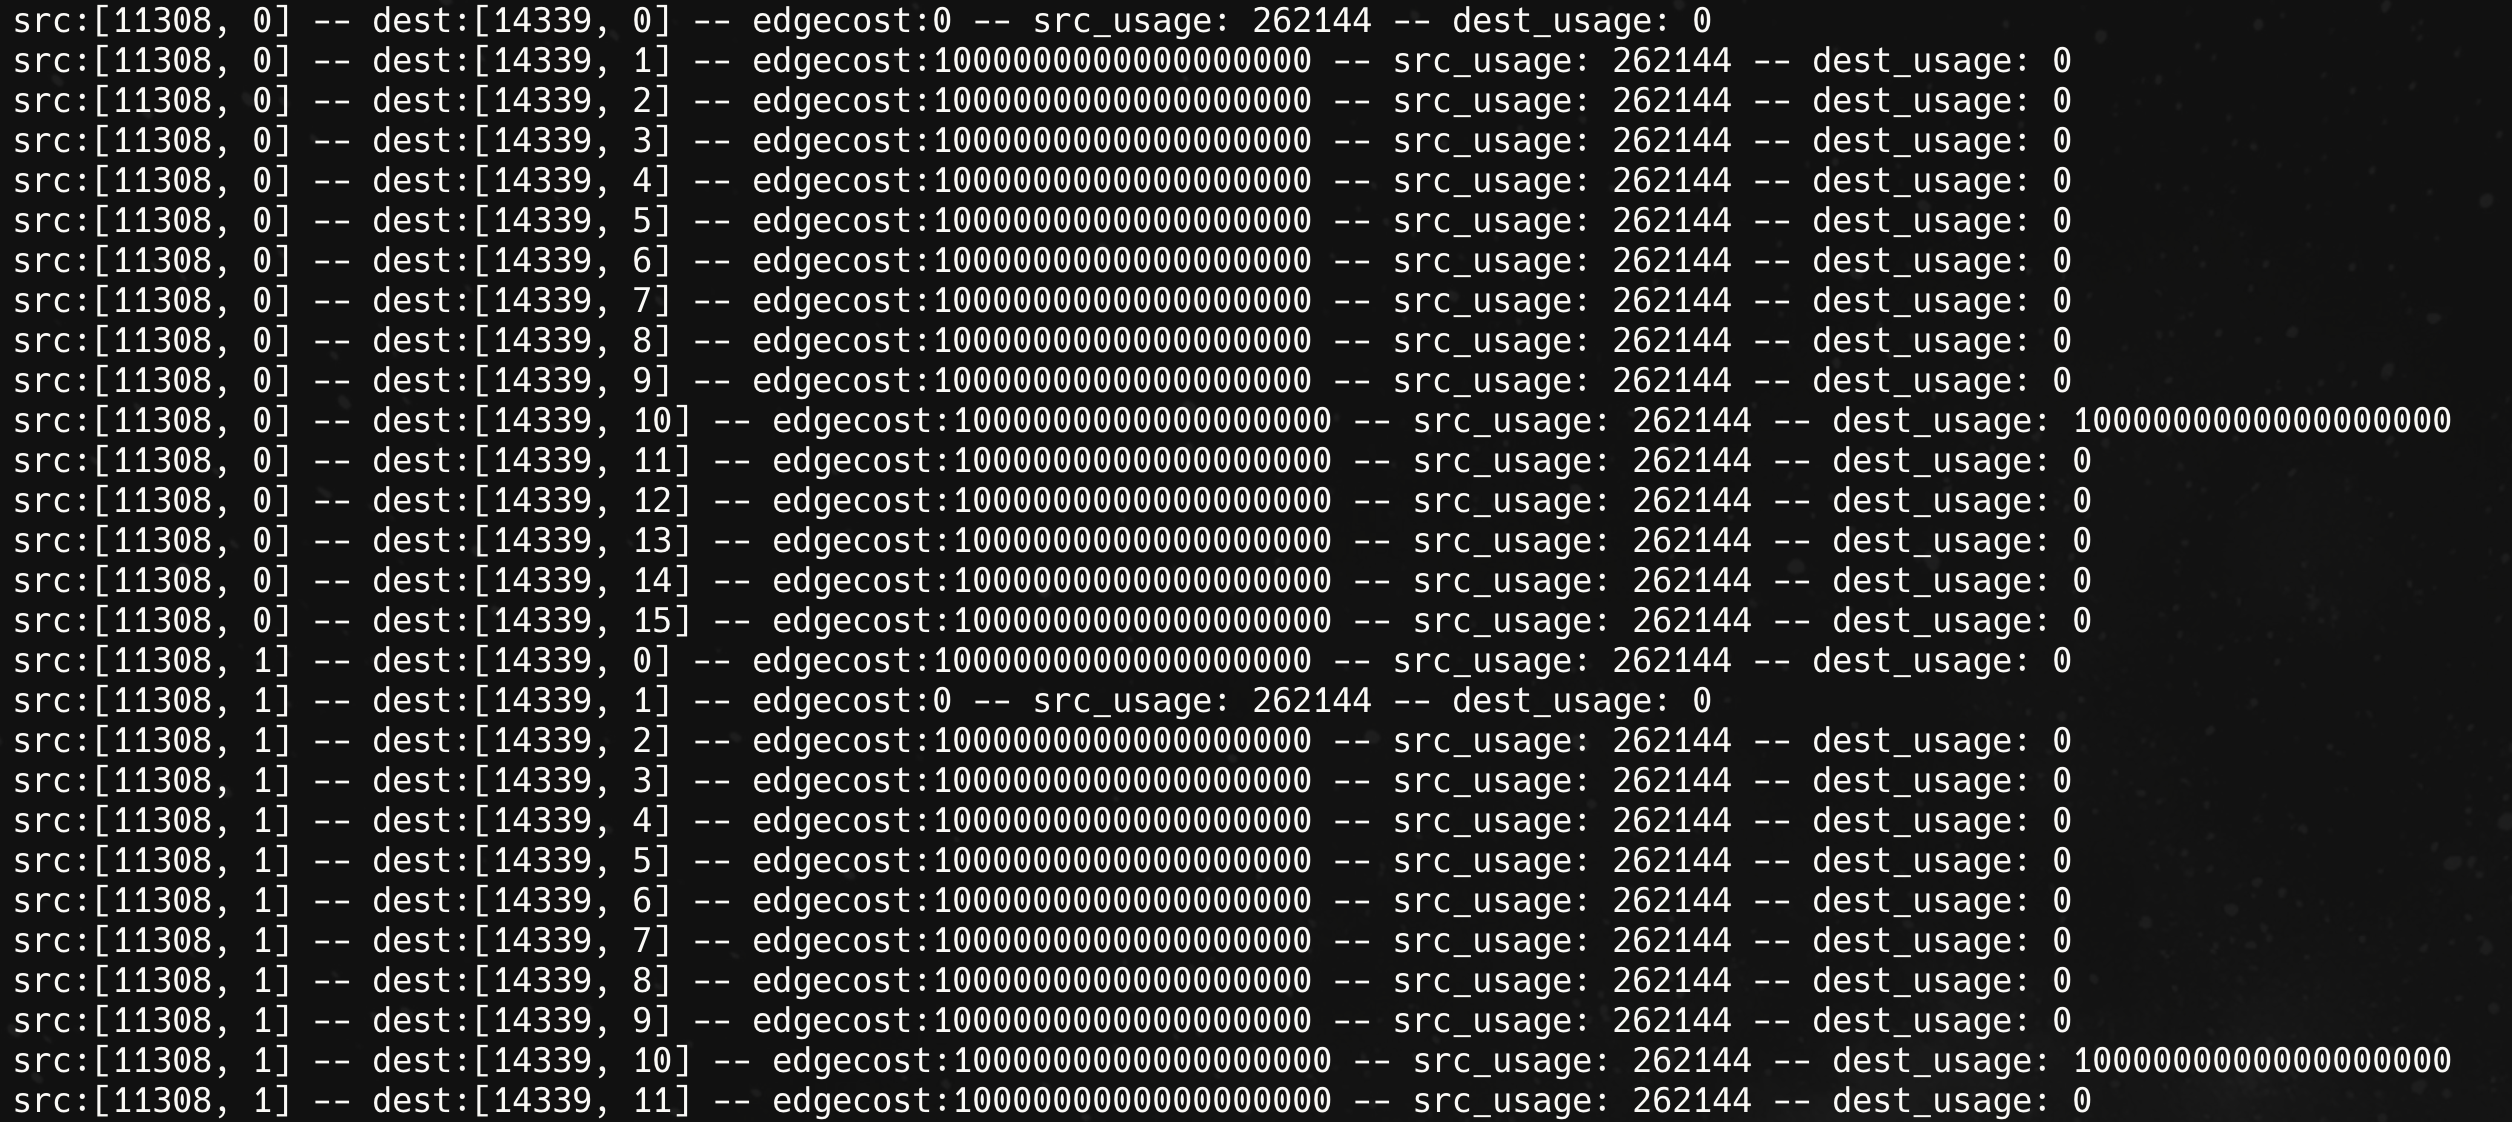 src:[11308, 0] -- dest:[14339, 0] -- edgecost:0 -- src_usage: 262144 -- dest_usage: 0
src:[11308, 0] -- dest:[14339, 1] -- edgecost:1000000000000000000 -- src_usage: 262144 -- dest_usage: 0
src:[11308, 0] -- dest:[14339, 2] -- edgecost:1000000000000000000 -- src_usage: 262144 -- dest_usage: 0
src:[11308, 0] -- dest:[14339, 3] -- edgecost:1000000000000000000 -- src_usage: 262144 -- dest_usage: 0
src:[11308, 0] -- dest:[14339, 4] -- edgecost:1000000000000000000 -- src_usage: 262144 -- dest_usage: 0
src:[11308, 0] -- dest:[14339, 5] -- edgecost:1000000000000000000 -- src_usage: 262144 -- dest_usage: 0
src:[11308, 0] -- dest:[14339, 6] -- edgecost:1000000000000000000 -- src_usage: 262144 -- dest_usage: 0
src:[11308, 0] -- dest:[14339, 7] -- edgecost:1000000000000000000 -- src_usage: 262144 -- dest_usage: 0
src:[11308, 0] -- dest:[14339, 8] -- edgecost:1000000000000000000 -- src_usage: 262144 -- dest_usage: 0
src:[11308, 0] -- dest:[14339, 9] -- edgecost:1000000000000000000 -- src_usage: 262144 -- dest_usage: 0
src:[11308, 0] -- dest:[14339, 10] -- edgecost:1000000000000000000 -- src_usage: 262144 -- dest_usage: 1000000000000000000
src:[11308, 0] -- dest:[14339, 11] -- edgecost:1000000000000000000 -- src_usage: 262144 -- dest_usage: 0
src:[11308, 0] -- dest:[14339, 12] -- edgecost:1000000000000000000 -- src_usage: 262144 -- dest_usage: 0
src:[11308, 0] -- dest:[14339, 13] -- edgecost:1000000000000000000 -- src_usage: 262144 -- dest_usage: 0
src:[11308, 0] -- dest:[14339, 14] -- edgecost:1000000000000000000 -- src_usage: 262144 -- dest_usage: 0
src:[11308, 0] -- dest:[14339, 15] -- edgecost:1000000000000000000 -- src_usage: 262144 -- dest_usage: 0
src:[11308, 1] -- dest:[14339, 0] -- edgecost:1000000000000000000 -- src_usage: 262144 -- dest_usage: 0
src:[11308, 1] -- dest:[14339, 1] -- edgecost:0 -- src_usage: 262144 -- dest_usage: 0
src:[11308, 1] -- dest:[14339, 2] -- edgecost:1000000000000000000 -- src_usage: 262144 -- dest_usage: 0
src:[11308, 1] -- dest:[14339, 3] -- edgecost:1000000000000000000 -- src_usage: 262144 -- dest_usage: 0
src:[11308, 1] -- dest:[14339, 4] -- edgecost:1000000000000000000 -- src_usage: 262144 -- dest_usage: 0
src:[11308, 1] -- dest:[14339, 5] -- edgecost:1000000000000000000 -- src_usage: 262144 -- dest_usage: 0
src:[11308, 1] -- dest:[14339, 6] -- edgecost:1000000000000000000 -- src_usage: 262144 -- dest_usage: 0
src:[11308, 1] -- dest:[14339, 7] -- edgecost:1000000000000000000 -- src_usage: 262144 -- dest_usage: 0
src:[11308, 1] -- dest:[14339, 8] -- edgecost:1000000000000000000 -- src_usage: 262144 -- dest_usage: 0
src:[11308, 1] -- dest:[14339, 9] -- edgecost:1000000000000000000 -- src_usage: 262144 -- dest_usage: 0
src:[11308, 1] -- dest:[14339, 10] -- edgecost:1000000000000000000 -- src_usage: 262144 -- dest_usage: 1000000000000000000
src:[11308, 1] -- dest:[14339, 11] -- edgecost:1000000000000000000 -- src_usage: 262144 -- dest_usage: 0